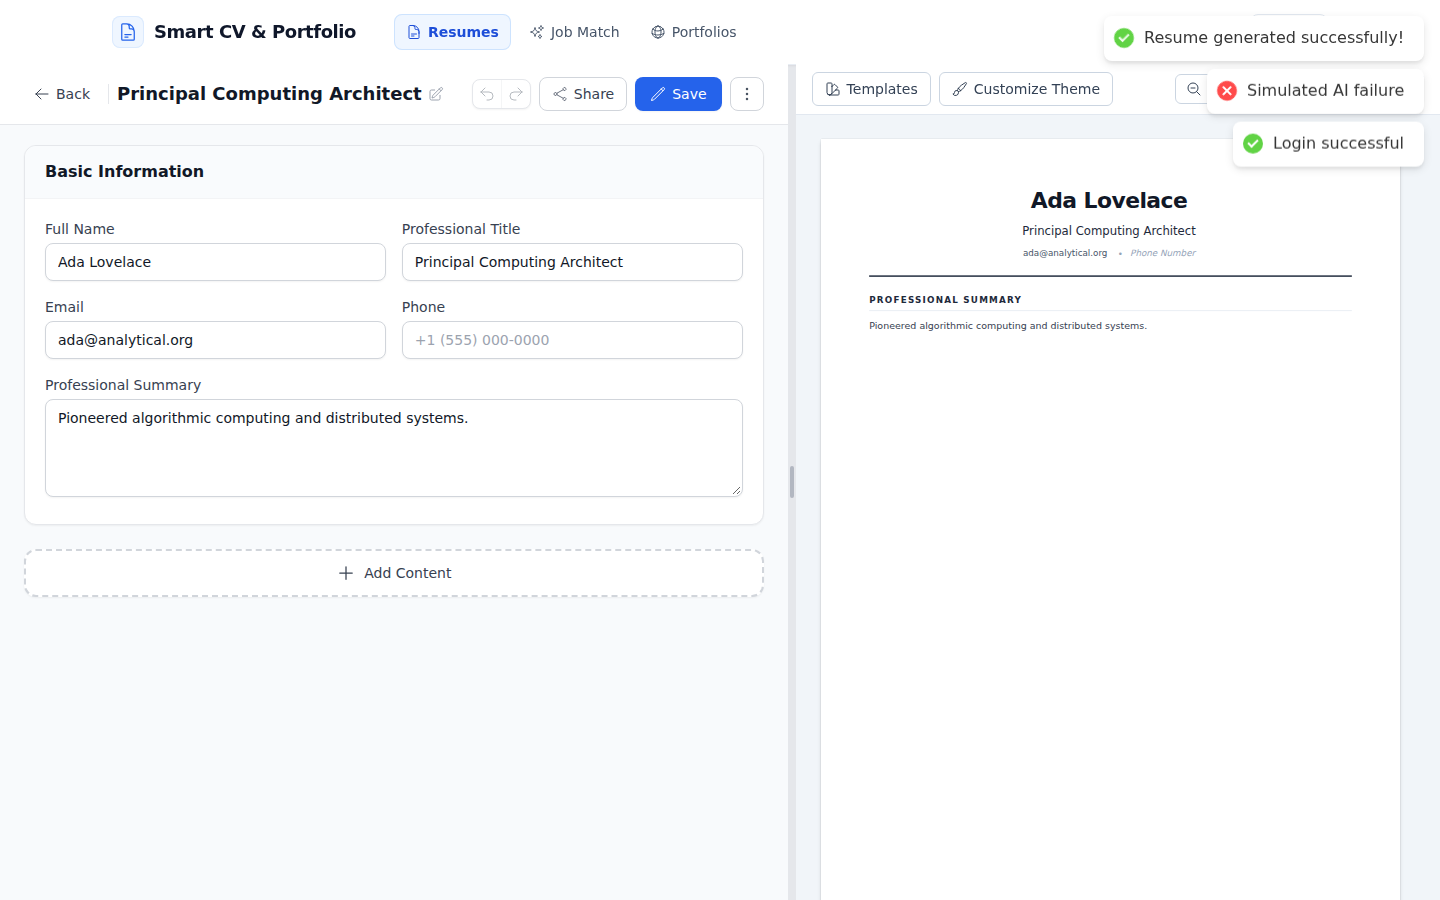 Smart CV & Portfolio
Resumes
Job Match
Portfolios
Resume generated successfully!
Simulated AI failure
Login successful
Back
Principal Computing Architect
Share
Save
Templates
Customize Theme
Basic Information
Full Name
Professional Title
Ada Lovelace
Principal Computing Architect
Email
Phone
ada@analytical.org
+1 (555) 000-0000
Professional Summary
Pioneered algorithmic computing and distributed systems.
Add Content
Ada Lovelace
Principal Computing Architect
ada@analytical.org • Phone Number
PROFESSIONAL SUMMARY
Pioneered algorithmic computing and distributed systems.